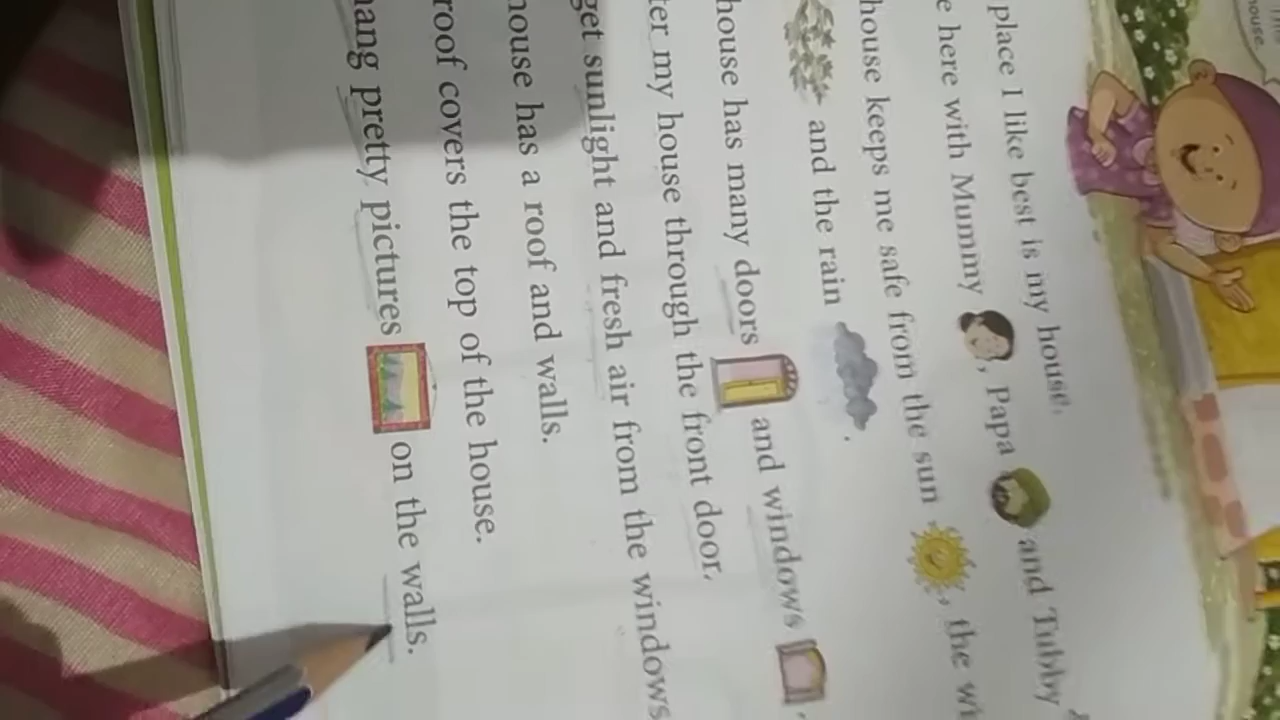 house.
place I like best is my house.
here with Mummy , Papa and Tubby
house keeps me safe from the sun , the
and the rain .
house has many doors and windows ,
my house through the front door.
get sunlight and fresh air from the windows
house has a roof and walls.
roof covers the top of the house.
pretty pictures on the walls.